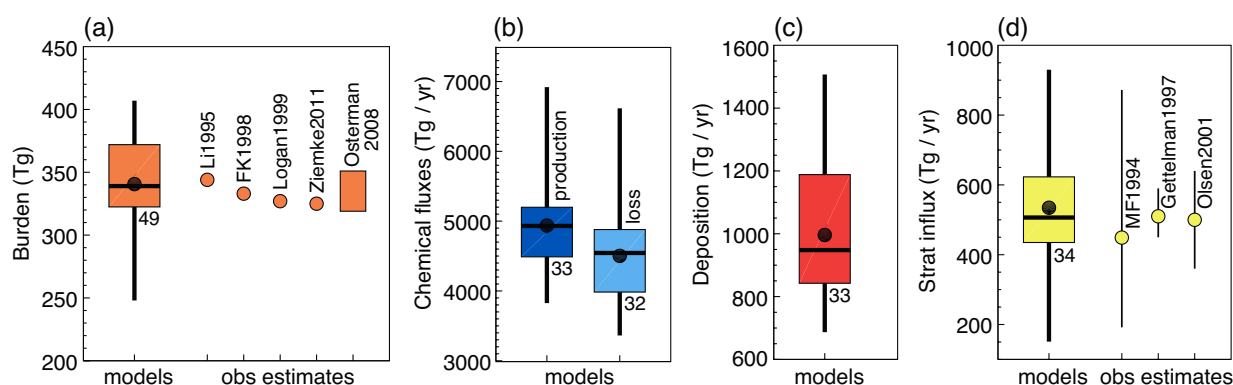 (a)
Burden (Tg)
450
400
350
300
250
200
49
Li1995
FK1998
Logan1999
Ziemke2011
Osterman
2008
models
obs estimates
(b)
Chemical fluxes (Tg / yr)
7000
6000
5000
4000
3000
production
33
loss
32
models
(c)
Deposition (Tg / yr)
1600
1400
1200
1000
800
600
33
models
(d)
Strat influx (Tg / yr)
1000
800
600
400
200
34
MF1994
Gettelman1997
Olsen2001
models
obs estimates